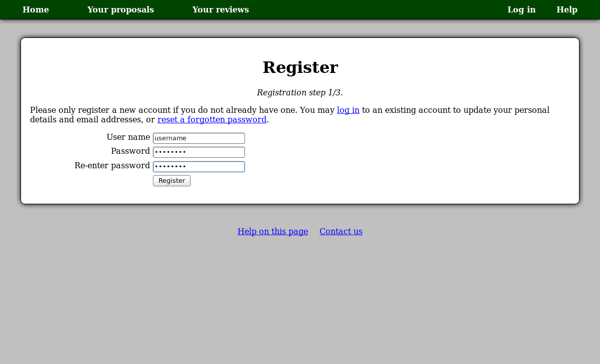 Home Your proposals Your reviews Log in Help
Register
Registration step 1/3.
Please only register a new account if you do not already have one. You may log in to an existing account to update your personal
details and email addresses, or reset a forgotten password.
User name username
Password ••••••••
Re-enter password ••••••••
Register
Help on this page Contact us